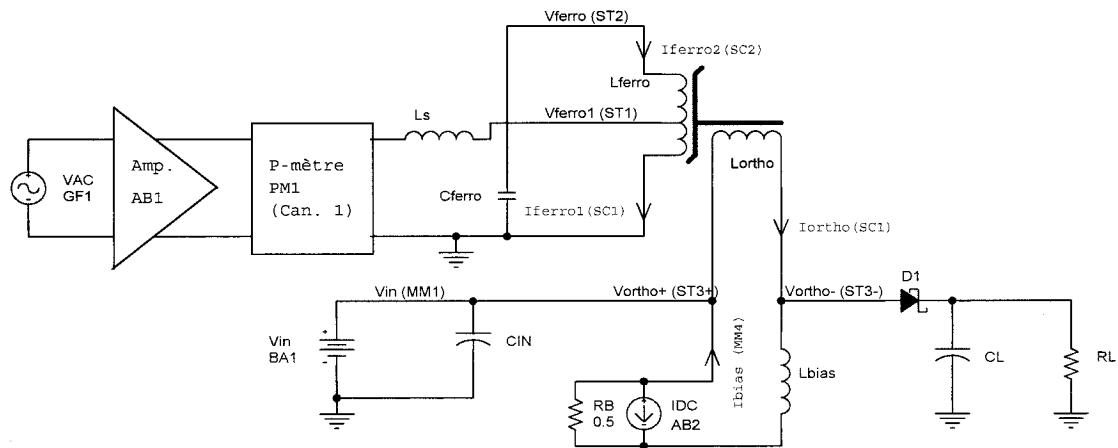 Vferro (ST2)
Iferro2(SC2)
Lferro
Ls
Vferro1 (ST1)
VAC
GF1
Amp.
AB1
P-mètre
PM1
(Can. 1)
Cferro
Iferro1(SC1)
Lortho
Iortho(SC1)
Vin (MM1)
Vortho+ (ST3+)
Vortho- (ST3-)
D1
+
Vin
BA1
-
CIN
Ibias (MM4)
Lbias
CL
RL
RB
0.5
IDC
AB2